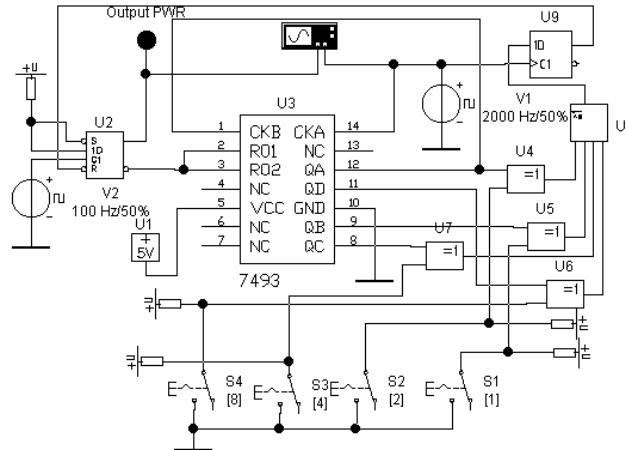 Output PWR
U9
1D
C1
+u
U2
S
1D
C1
R
U3
V1
2000 Hz/50%
U
1 CKB CKA 14
2 RO1 NC 13
3 RO2 QA 12
4 NC QD 11
5 VCC GND 10
6 NC QB 9
7 NC QC 8
7493
U4
=1
U5
=1
U7
=1
U6
=1
V2
100 Hz/50%
U1
+
5V
+u
+u
+u
+u
S4
[8]
S3
[4]
S2
[2]
S1
[1]